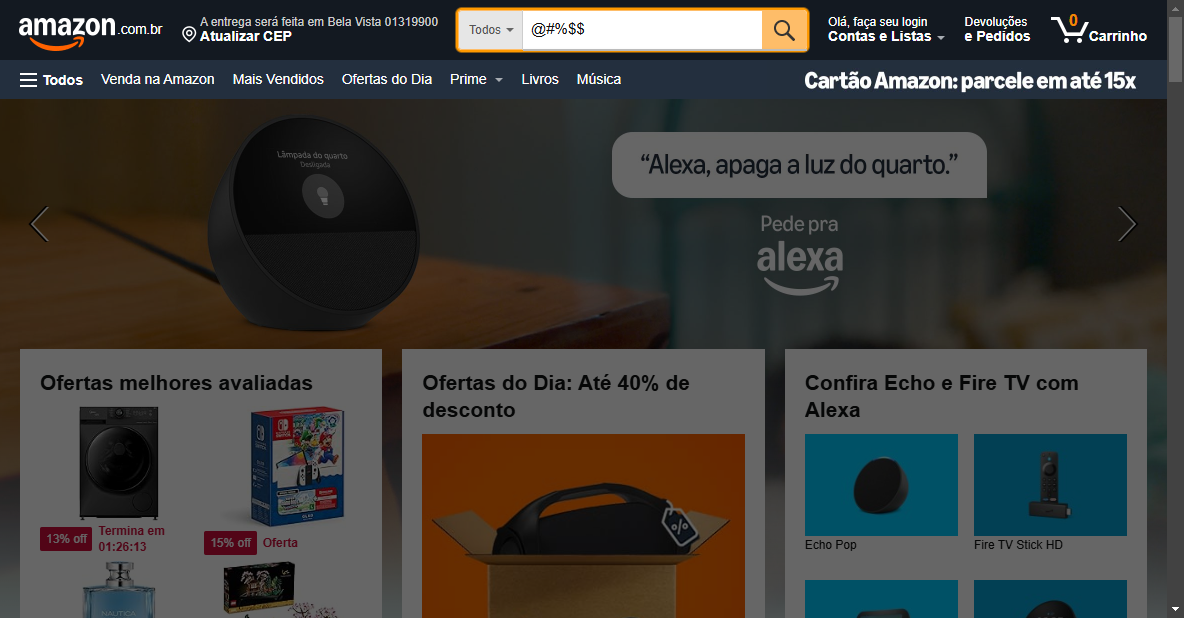 amazon.com.br
A entrega será feita em Bela Vista 01319900
Atualizar CEP
Todos
@#%$$
Olá, faça seu login
Contas e Listas
Devoluções
e Pedidos
0
Carrinho
Todos
Venda na Amazon
Mais Vendidos
Ofertas do Dia
Prime
Livros
Música
Cartão Amazon: parcele em até 15x
Lâmpada do quarto
Desligada
“Alexa, apaga a luz do quarto.”
Pede pra
alexa
Ofertas melhores avaliadas
13% off
Termina em
01:26:13
15% off
Oferta
NAUTICA
Ofertas do Dia: Até 40% de
desconto
%
Confira Echo e Fire TV com
Alexa
Echo Pop
Fire TV Stick HD